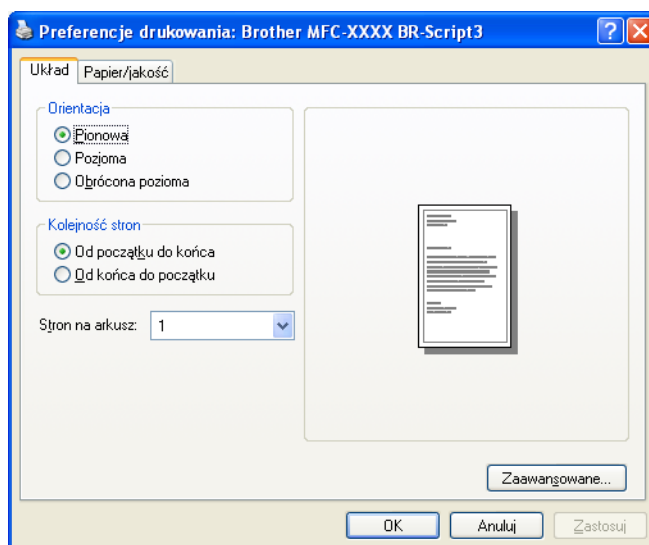 Preferencje drukowania: Brother MFC-XXXX BR-Script3
Układ Papier/jakość
Orientacja
Pionowa
Pozioma
Obrócona pozioma
Kolejność stron
Od początku do końca
Od końca do początku
Stron na arkusz: 1
Zaawansowane...
OK Anuluj Zastosuj